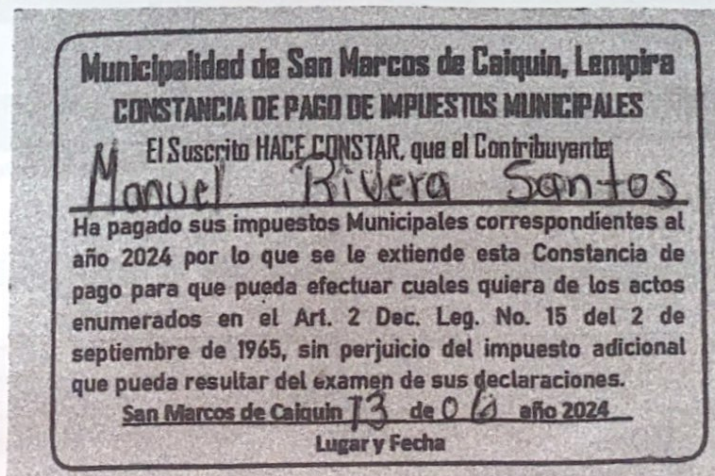 Municipalidad de San Marcos de Caiquin, Lempira
CONSTANCIA DE PAGO DE IMPUESTOS MUNICIPALES
El Suscrito HACE CONSTAR, que el Contribuyente
Manuel Rivera Santos
Ha pagado sus impuestos Municipales correspondientes al
año 2024 por lo que se le extiende esta Constancia de
pago para que pueda efectuar cuales quiera de los actos
enumerados en el Art. 2 Dec. Leg. No. 15 del 2 de
septiembre de 1965, sin perjuicio del impuesto adicional
que pueda resultar del examen de sus declaraciones.
San Marcos de Caiquin 13 de 06 año 2024
Lugar y Fecha